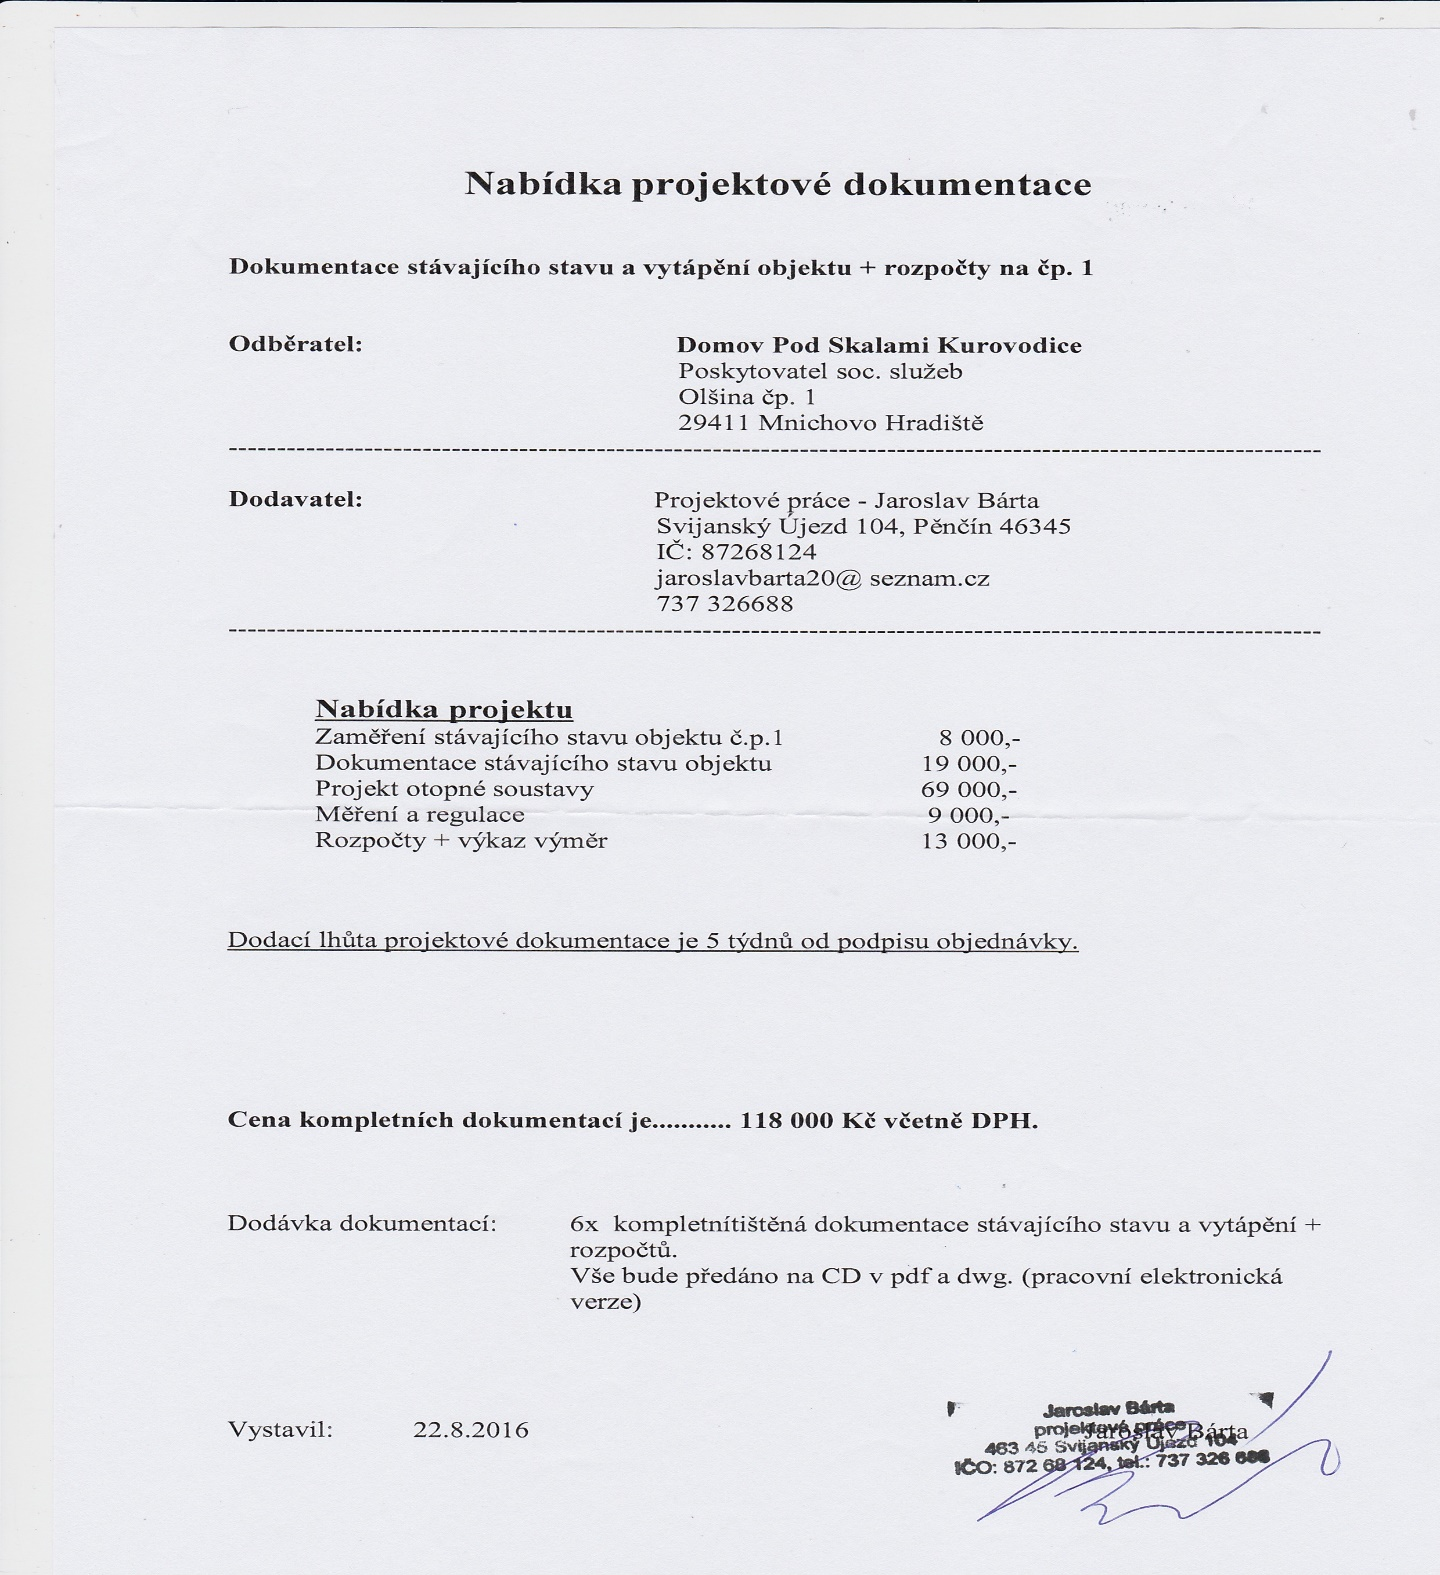 Nabídka projektové dokumentace
Dokumentace stávajícího stavu a vytápění objektu + rozpočty na čp. 1
Odběratel: Domov Pod Skalami Kurovodice
Poskytovatel soc. služeb
Olšina čp. 1
29411 Mnichovo Hradiště
Dodavatel: Projektové práce - Jaroslav Bárta
Svijanský Újezd 104, Pěnčín 46345
IČ: 87268124
jaroslavbarta20@ seznam.cz
737 326688
Nabídka projektu
Zaměření stávajícího stavu objektu č.p.1 8 000,-
Dokumentace stávajícího stavu objektu 19 000,-
Projekt otopné soustavy 69 000,-
Měření a regulace 9 000,-
Rozpočty + výkaz výměr 13 000,-
Dodací lhůta projektové dokumentace je 5 týdnů od podpisu objednávky.
Cena kompletních dokumentací je........... 118 000 Kč včetně DPH.
Dodávka dokumentací: 6x kompletnítištěná dokumentace stávajícího stavu a vytápění +
rozpočtů.
Vše bude předáno na CD v pdf a dwg. (pracovní elektronická
verze)
Vystavil: 22.8.2016 Jaroslav Bárta
Jaroslav Bárta
projektové práce
463 45 Svijanský Újezd 104
IČO: 872 68 124, tel.: 737 326 688